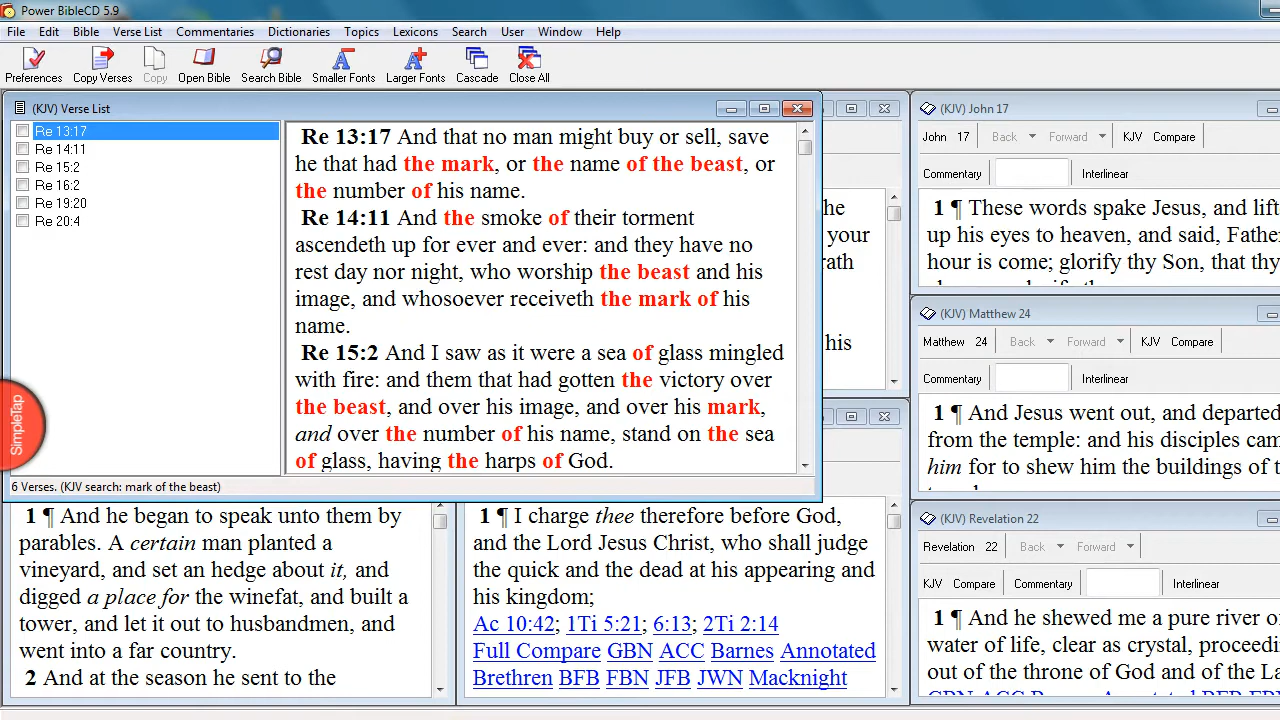 Power BibleCD 5.9
File Edit Bible Verse List Commentaries Dictionaries Topics Lexicons Search User Window Help
Preferences Copy Verses Copy Open Bible Search Bible Smaller Fonts Larger Fonts Cascade Close All
(KJV) Verse List
Re 13:17
Re 14:11
Re 15:2
Re 16:2
Re 19:20
Re 20:4
Re 13:17 And that no man might buy or sell, save
he that had the mark, or the name of the beast, or
the number of his name.
Re 14:11 And the smoke of their torment
ascendeth up for ever and ever: and they have no
rest day nor night, who worship the beast and his
image, and whosoever receiveth the mark of his
name.
Re 15:2 And I saw as it were a sea of glass mingled
with fire: and them that had gotten the victory over
the beast, and over his image, and over his mark,
and over the number of his name, stand on the sea
of glass, having the harps of God.
6 Verses. (KJV search: mark of the beast)
SimpleTap
he
your
rath
his
(KJV) John 17
John 17 Back Forward KJV Compare
Commentary Interlinear
1 ¶ These words spake Jesus, and lift
up his eyes to heaven, and said, Father
hour is come; glorify thy Son, that thy
(KJV) Matthew 24
Matthew 24 Back Forward KJV Compare
Commentary Interlinear
1 ¶ And Jesus went out, and departed
from the temple: and his disciples cam
him for to shew him the buildings of t
(KJV) Revelation 22
Revelation 22 Back Forward
KJV Compare Commentary Interlinear
1 ¶ And he shewed me a pure river o
water of life, clear as crystal, proceedi
out of the throne of God and of the La
1 ¶ And he began to speak unto them by
parables. A certain man planted a
vineyard, and set an hedge about it, and
digged a place for the winefat, and built a
tower, and let it out to husbandmen, and
went into a far country.
2 And at the season he sent to the
1 ¶ I charge thee therefore before God,
and the Lord Jesus Christ, who shall judge
the quick and the dead at his appearing and
his kingdom;
Ac 10:42; 1Ti 5:21; 6:13; 2Ti 2:14
Full Compare GBN ACC Barnes Annotated
Brethren BFB FBN JFB JWN Macknight